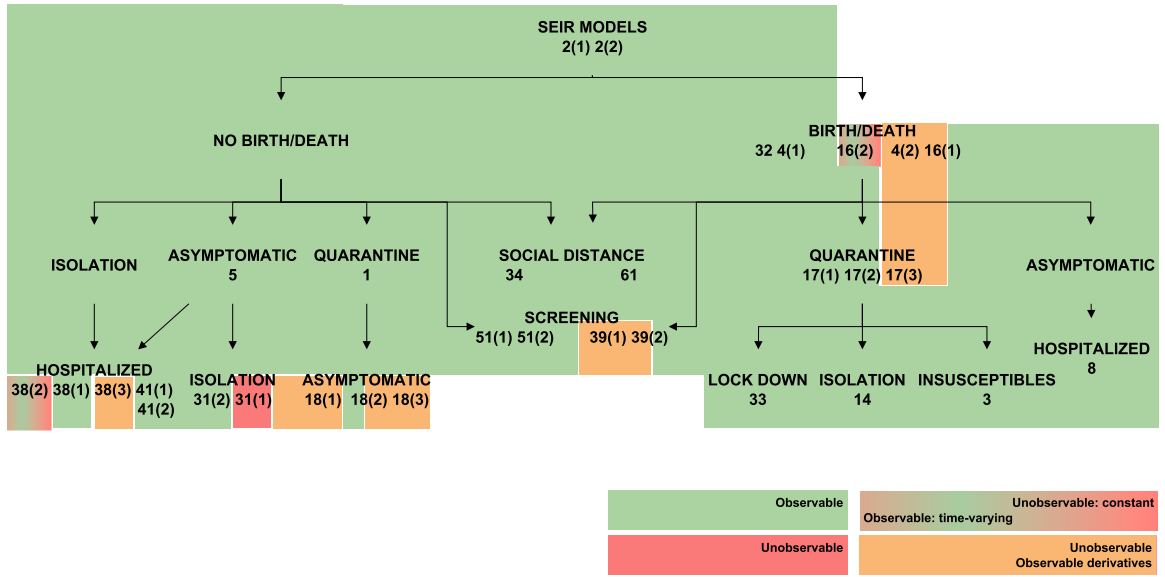 SEIR MODELS
2(1) 2(2)
NO BIRTH/DEATH
BIRTH/DEATH
32 4(1) 16(2) 4(2) 16(1)
ISOLATION
ASYMPTOMATIC
5
QUARANTINE
1
SOCIAL DISTANCE
34 61
QUARANTINE
17(1) 17(2) 17(3)
ASYMPTOMATIC
SCREENING
51(1) 51(2) 39(1) 39(2)
HOSPITALIZED
38(2) 38(1) 38(3) 41(1)
41(2)
ISOLATION
31(2) 31(1)
ASYMPTOMATIC
18(1) 18(2) 18(3)
LOCK DOWN
33
ISOLATION
14
INSUSCEPTIBLES
3
HOSPITALIZED
8
Observable
Unobservable: constant
Observable: time-varying
Unobservable
Unobservable
Observable derivatives